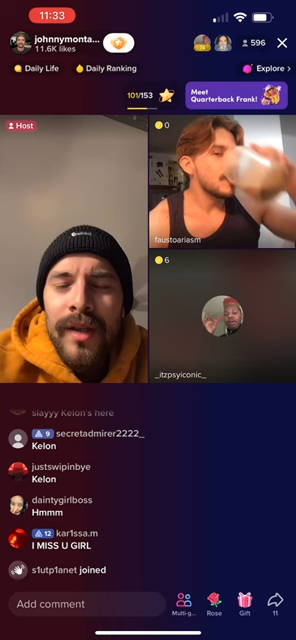 11:33
johnnymonta...
11.6K likes
596
Daily Life
Daily Ranking
Explore >
101/153
Meet
Quarterback Frank!
Host
0
faustoariasm
6
_itzpsyiconic_
slayyy Kelon's here
9 secretadmirer2222_
Kelon
justswipinbye
Kelon
daintygirlboss
Hmmm
12 kar1ssa.m
I MISS U GIRL
s1utp1anet joined
Add comment
Multi-g...
Rose
Gift
11